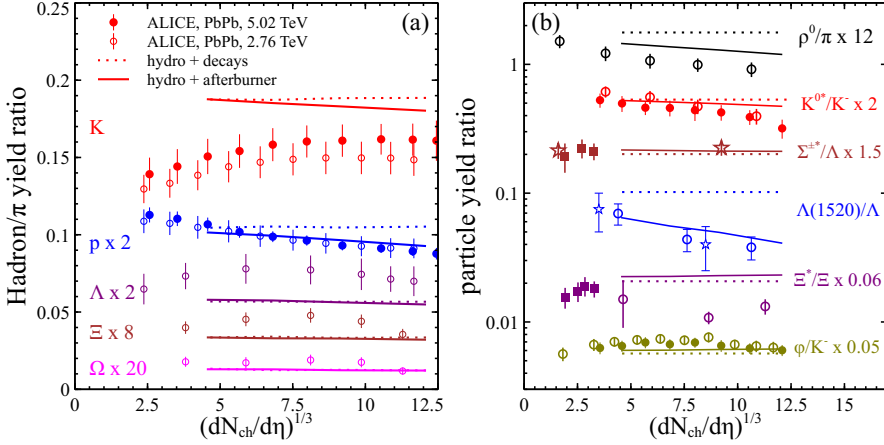 (a)
ALICE, PbPb, 5.02 TeV
ALICE, PbPb, 2.76 TeV
hydro + decays
hydro + afterburner
K
p x 2
Λ x 2
Ξ x 8
Ω x 20
Hadron/π yield ratio
0.25
0.2
0.15
0.1
0.05
0
0 2.5 5 7.5 10 12.5
(dN_ch/dη)^1/3
(b)
ρ⁰/π x 12
K⁰*/K⁻ x 2
Σ±*/Λ x 1.5
Λ(1520)/Λ
Ξ*/Ξ x 0.06
φ/K⁻ x 0.05
particle yield ratio
1
0.1
0.01
0 2.5 5 7.5 10 12.5 15
(dN_ch/dη)^1/3